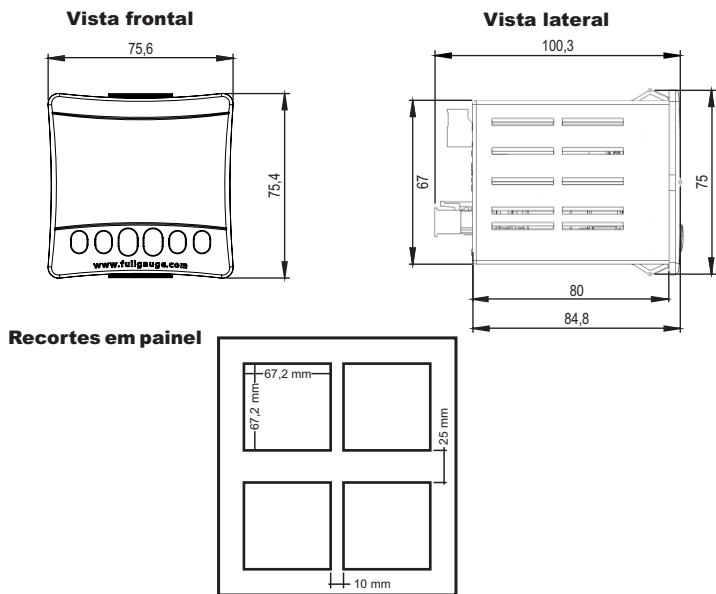 Vista frontal
75,6
75,4
www.fullgauge.com
Vista lateral
100,3
67
75
80
84,8
Recortes em painel
67,2 mm
67,2 mm
25 mm
10 mm